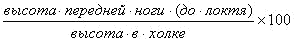 высота · передней · ноги · (до · локтя)
высота · в · холке
×100